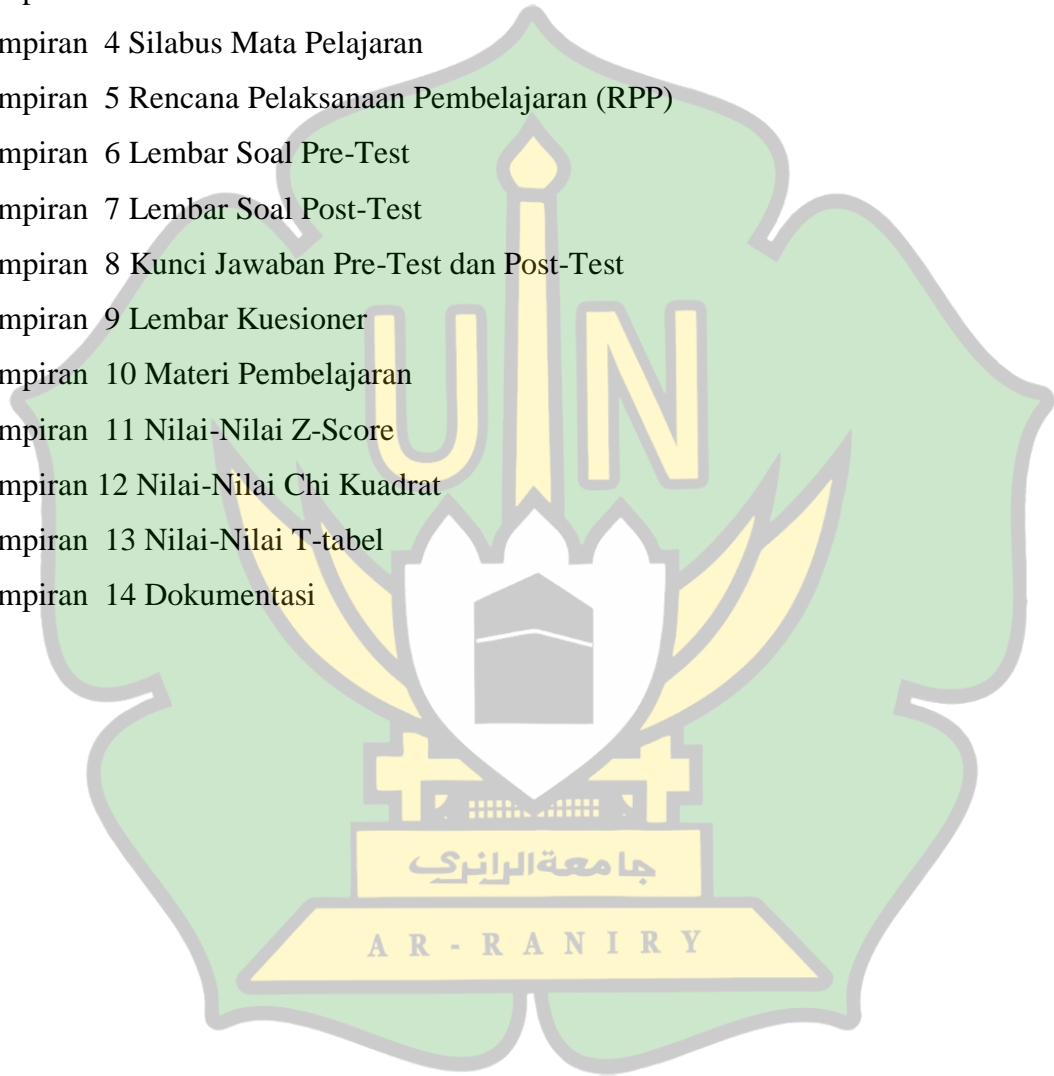 mpiran 4 Silabus Mata Pelajaran
mpiran 5 Rencana Pelaksanaan Pembelajaran (RPP)
mpiran 6 Lembar Soal Pre-Test
mpiran 7 Lembar Soal Post-Test
mpiran 8 Kunci Jawaban Pre-Test dan Post-Test
mpiran 9 Lembar Kuesioner
mpiran 10 Materi Pembelajaran
mpiran 11 Nilai-Nilai Z-Score
mpiran 12 Nilai-Nilai Chi Kuadrat
mpiran 13 Nilai-Nilai T-tabel
mpiran 14 Dokumentasi
UIN
جامعة الرانري
AR-RANIRY